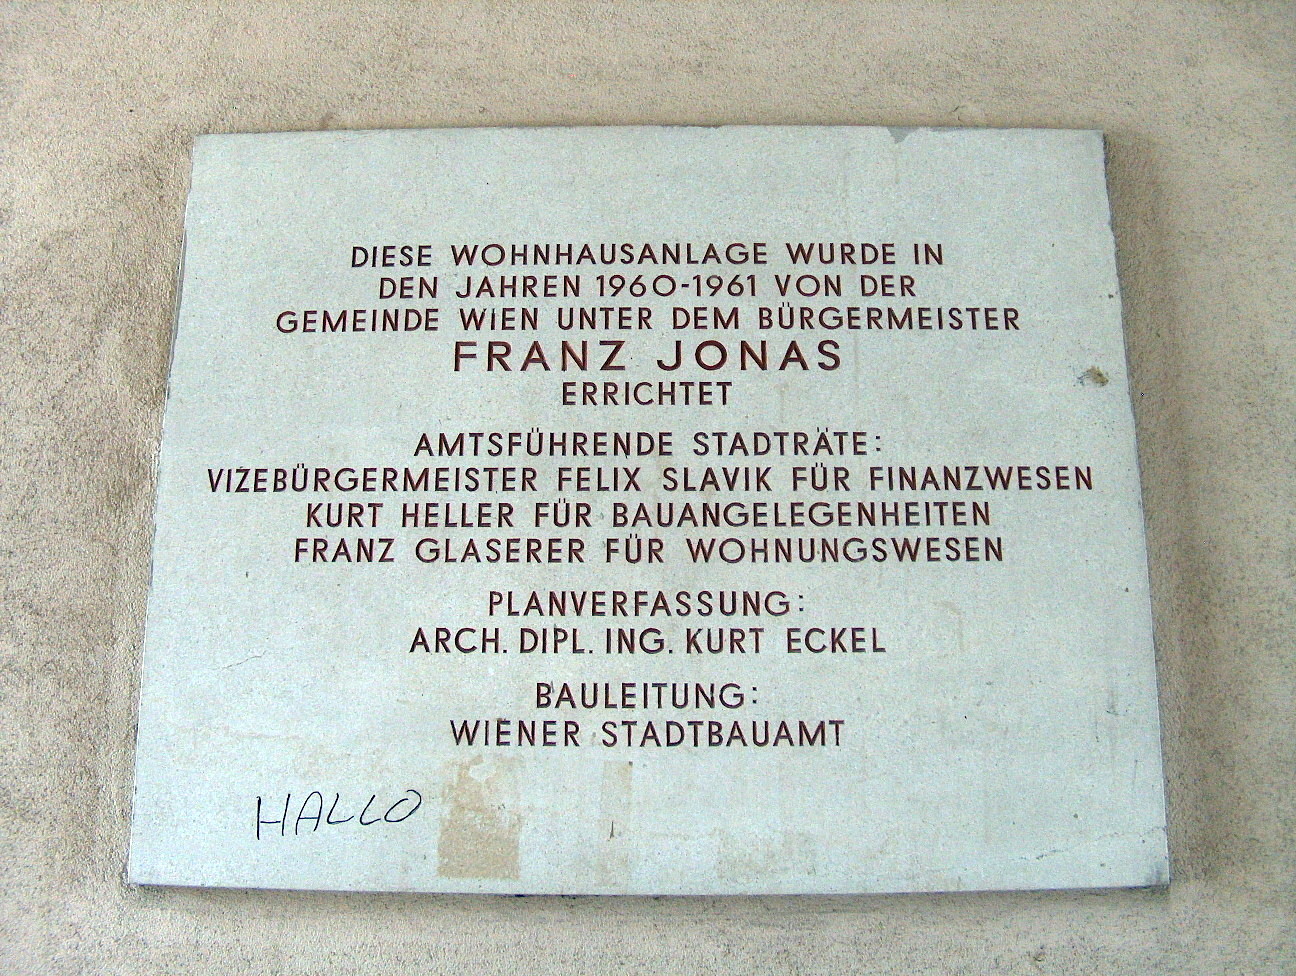 DIESE WOHNHAUSANLAGE WURDE IN
DEN JAHREN 1960-1961 VON DER
GEMEINDE WIEN UNTER DEM BÜRGERMEISTER
FRANZ JONAS
ERRICHTET
AMTSFÜHRENDE STADTRÄTE:
VIZEBÜRGERMEISTER FELIX SLAVIK FÜR FINANZWESEN
KURT HELLER FÜR BAUANGELEGENHEITEN
FRANZ GLASERER FÜR WOHNUNGSWESEN
PLANVERFASSUNG:
ARCH. DIPL. ING. KURT ECKEL
BAULEITUNG:
WIENER STADTBAUAMT
HALLO